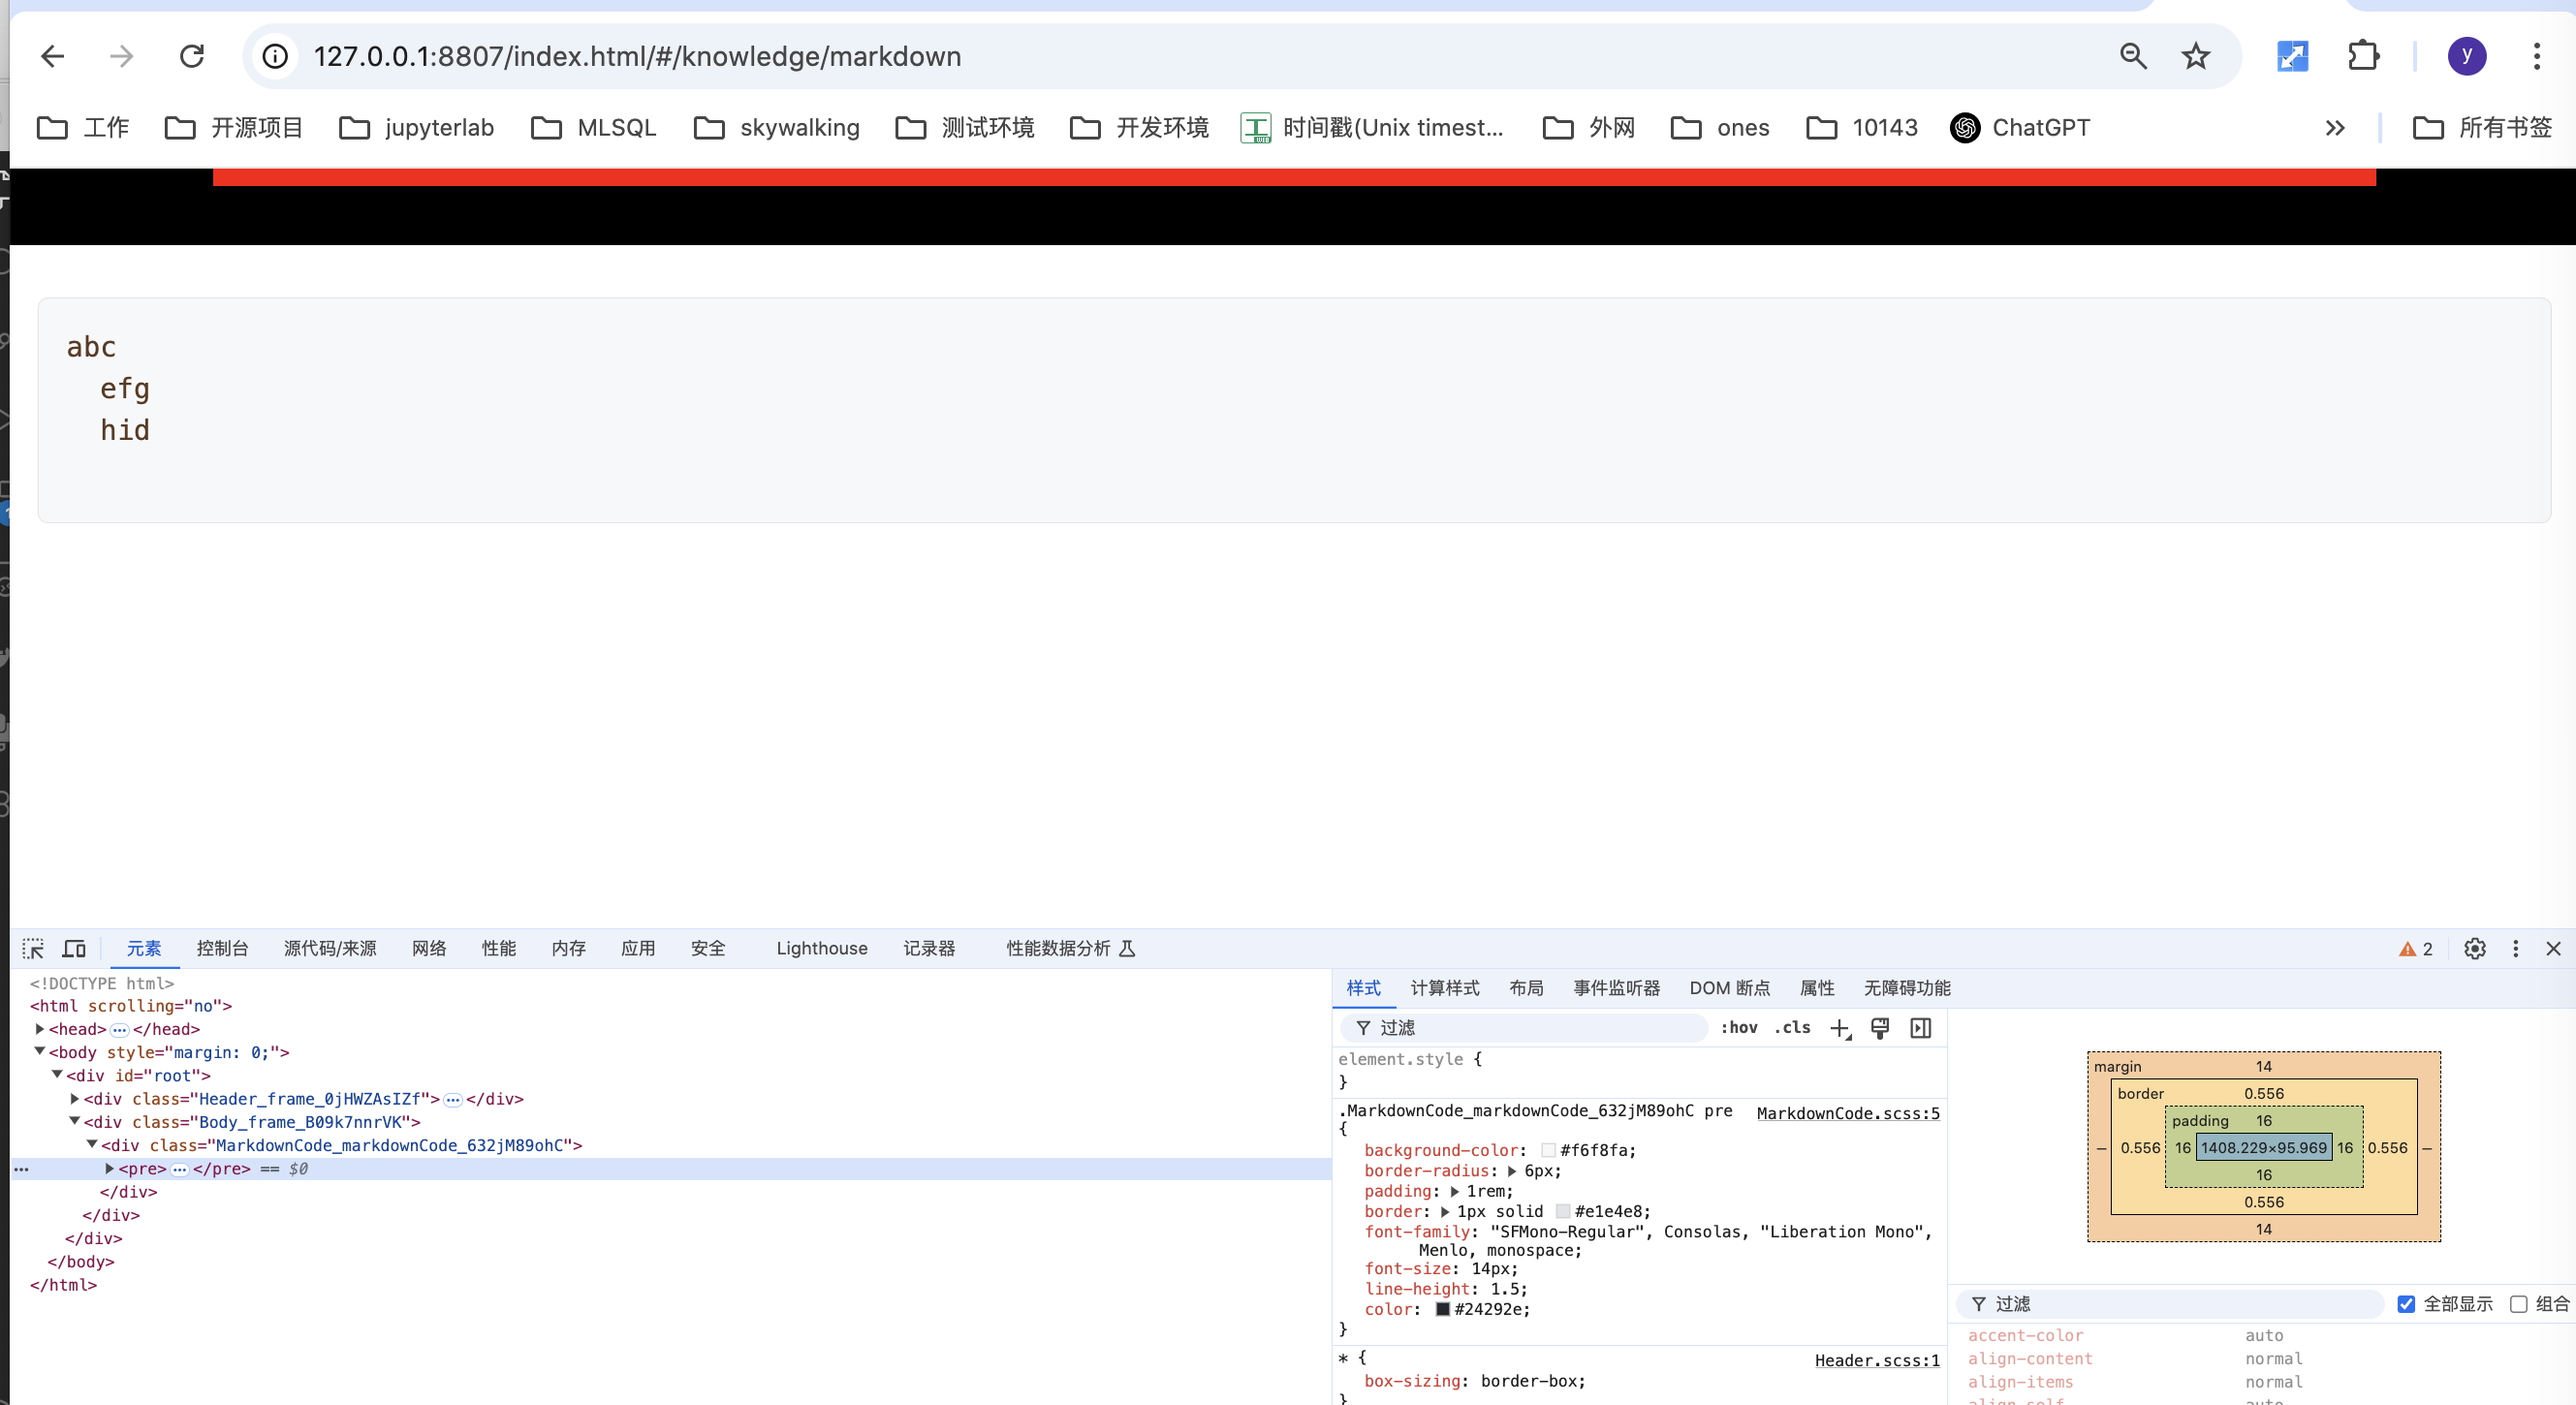 127.0.0.1:8807/index.html/#/knowledge/markdown
y
工作 开源项目 jupyterlab MLSQL skywalking 测试环境 开发环境 时间戳(Unix timest... 外网 ones 10143 ChatGPT » 所有书签
abc
efg
hid
元素 控制台 源代码/来源 网络 性能 内存 应用 安全 Lighthouse 记录器 性能数据分析 2
<!DOCTYPE html>
<html scrolling="no">
<head>…</head>
<body style="margin: 0;">
<div id="root">
<div class="Header_frame_0jHWZAsIZf">…</div>
<div class="Body_frame_B09k7nnrVK">
<div class="MarkdownCode_markdownCode_632jM89ohC">
… <pre>…</pre> == $0
</div>
</div>
</div>
</body>
</html>
样式 计算样式 布局 事件监听器 DOM 断点 属性 无障碍功能
过滤 :hov .cls
element.style {
}
.MarkdownCode_markdownCode_632jM89ohC pre MarkdownCode.scss:5
{
background-color: #f6f8fa;
border-radius: 6px;
padding: 1rem;
border: 1px solid #e1e4e8;
font-family: "SFMono-Regular", Consolas, "Liberation Mono",
Menlo, monospace;
font-size: 14px;
line-height: 1.5;
color: #24292e;
}
* { Header.scss:1
box-sizing: border-box;
}
margin 14
border 0.556
padding 16
– 0.556 16 1408.229×95.969 16 0.556 –
16
0.556
14
过滤 全部显示 组合
accent-color auto
align-content normal
align-items normal
align-self auto